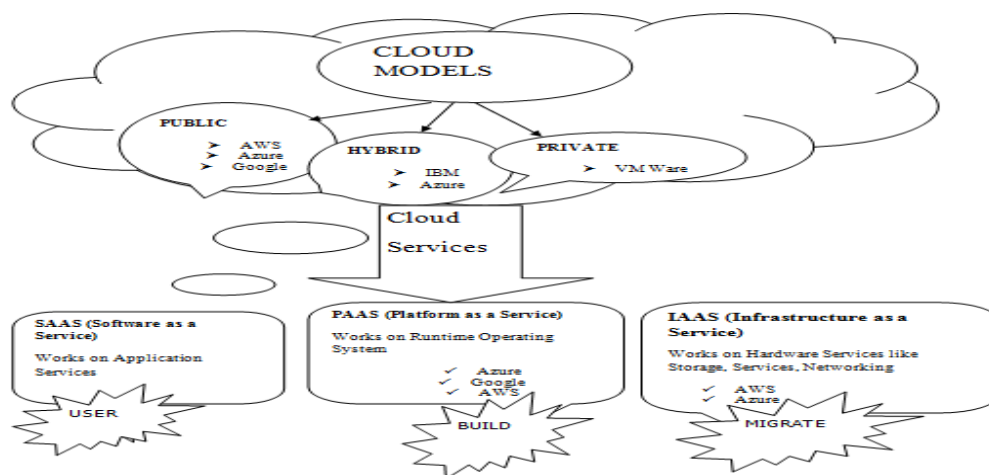 CLOUD
MODELS
PUBLIC
AWS
Azure
Google
HYBRID
IBM
Azure
PRIVATE
VM Ware
Cloud
Services
SAAS (Software as a
Service)
Works on Application
Services
USER
PAAS (Platform as a Service)
Works on Runtime Operating
System
Azure
Google
AWS
BUILD
IAAS (Infrastructure as a
Service)
Works on Hardware Services like
Storage, Services, Networking
AWS
Azure
MIGRATE